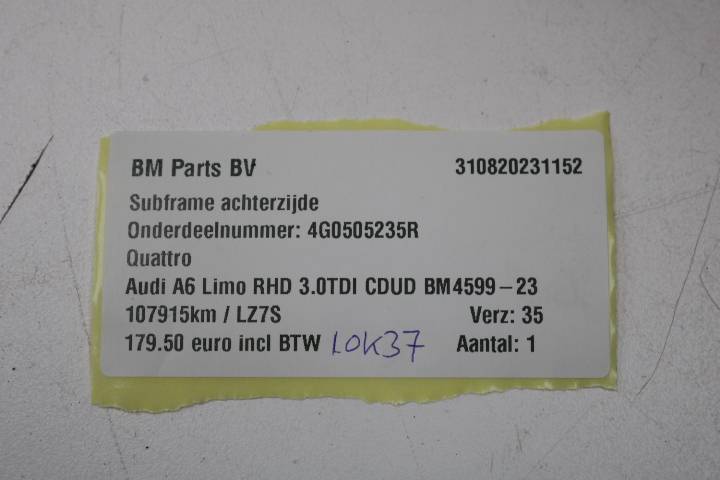 BM Parts BV 310820231152
Subframe achterzijde
Onderdeelnummer: 4G0505235R
Quattro
Audi A6 Limo RHD 3.0TDI CDUD BM4599-23
107915km / LZ7S Verz: 35
179.50 euro incl BTW LOK37 Aantal: 1